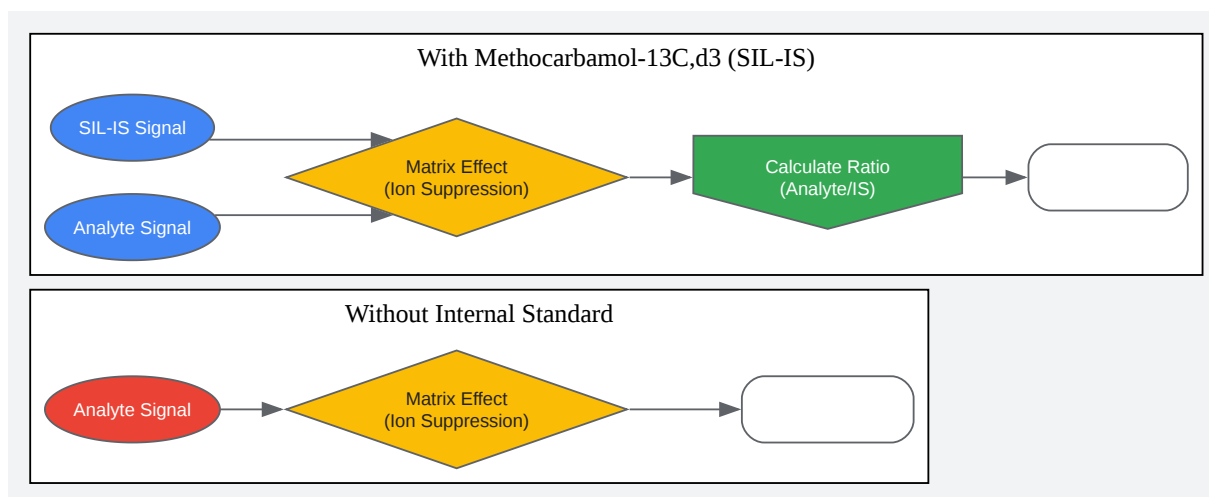 With Methocarbamol-13C,d3 (SIL-IS)
SIL-IS Signal
Analyte Signal
Matrix Effect
(Ion Suppression)
Calculate Ratio
(Analyte/IS)
Without Internal Standard
Analyte Signal
Matrix Effect
(Ion Suppression)